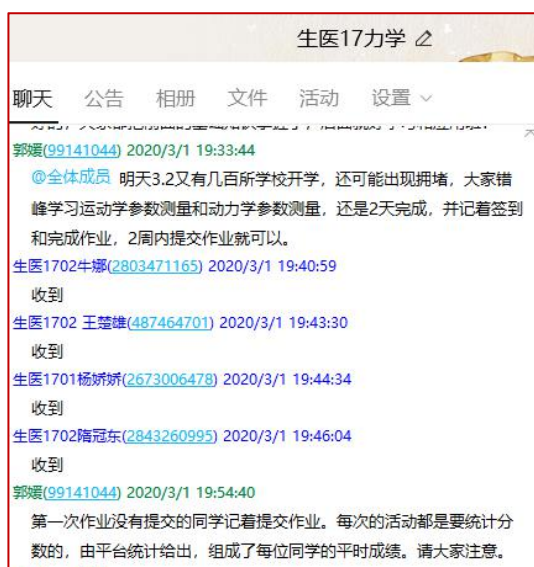 生医17力学
聊天 公告 相册 文件 活动 设置
郭媛(99141044) 2020/3/1 19:33:44
@全体成员 明天3.2又有几百所学校开学，还可能出现拥堵，大家错
峰学习运动学参数测量和动力学参数测量，还是2天完成，并记着签到
和完成作业，2周内提交作业就可以。
生医1702牛娜(2803471165) 2020/3/1 19:40:59
收到
生医1702 王楚雄(487464701) 2020/3/1 19:43:30
收到
生医1701杨娇娇(2673006478) 2020/3/1 19:44:34
收到
生医1702隋冠东(2843260995) 2020/3/1 19:46:04
收到
郭媛(99141044) 2020/3/1 19:54:40
第一次作业没有提交的同学记着提交作业。每次的活动都是要统计分
数的，由平台统计给出，组成了每位同学的平时成绩。请大家注意。